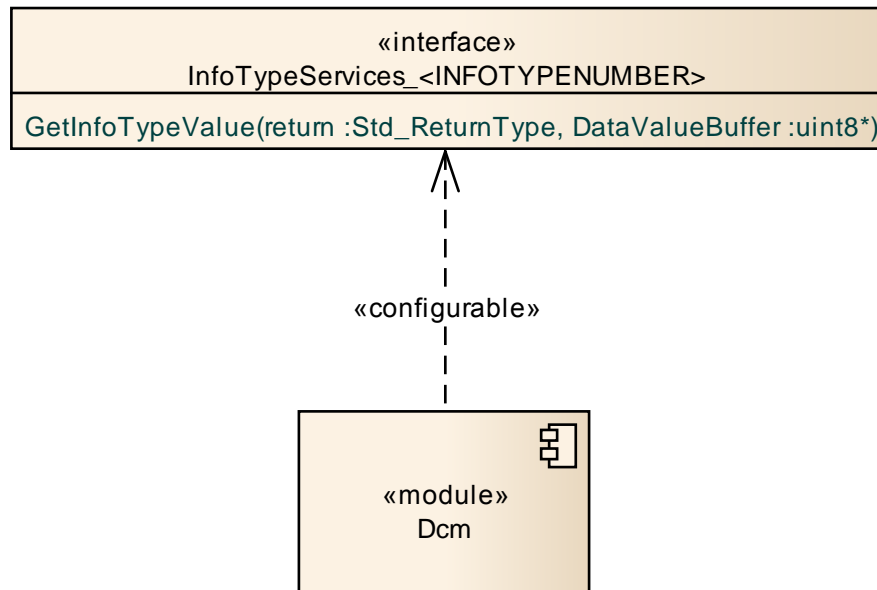 «interface»
InfoTypeServices_<INFOTYPENUMBER>
GetInfoTypeValue(return :Std_ReturnType, DataValueBuffer :uint8*)
«configurable»
«module»
Dcm